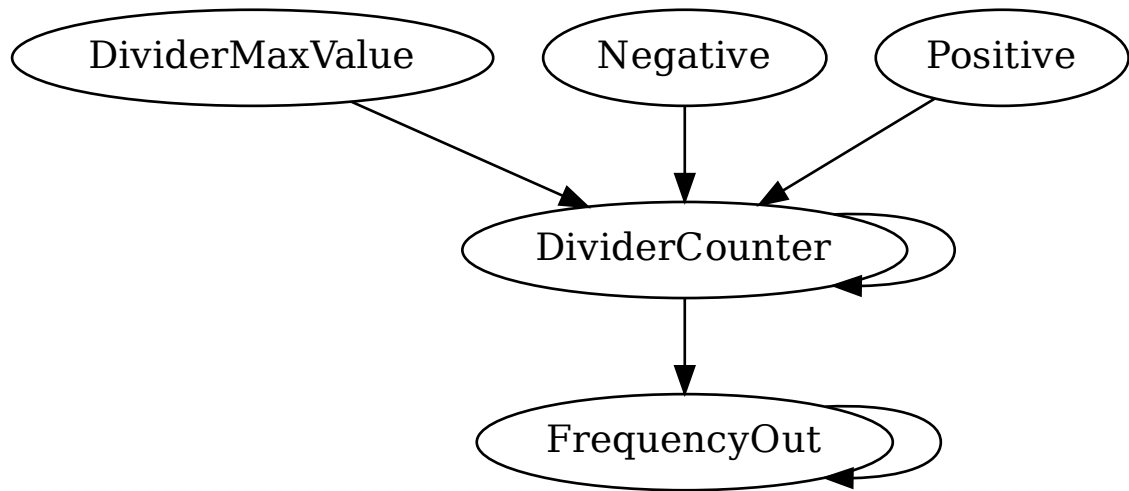 DividerMaxValue
Negative
Positive
DividerCounter
FrequencyOut